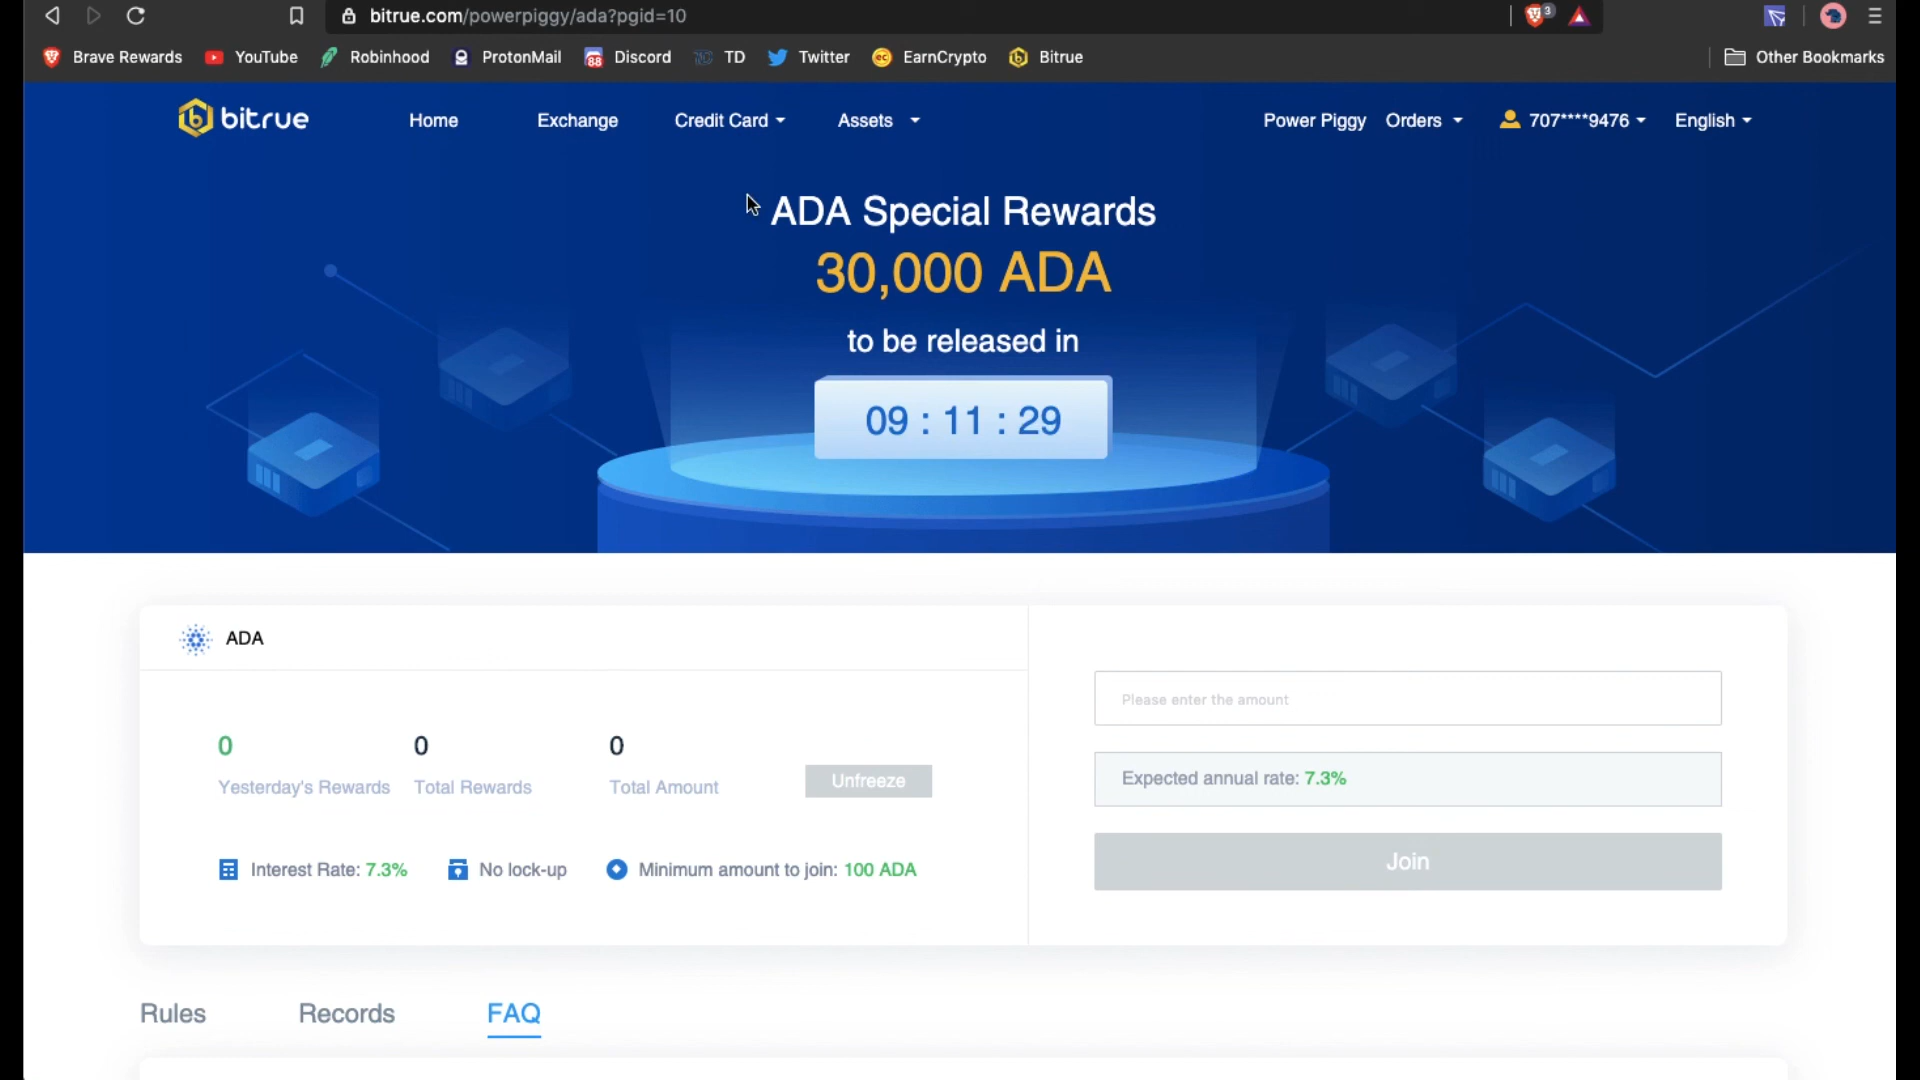 bitrue.com/powerpiggy/ada?pgid=10
3
Brave Rewards YouTube Robinhood ProtonMail 88 Discord TD Twitter ec EarnCrypto Bitrue Other Bookmarks
bitrue Home Exchange Credit Card Assets Power Piggy Orders 707****9476 English
ADA Special Rewards
30,000 ADA
to be released in
09 : 11 : 29
ADA
Please enter the amount
0 0 0
Yesterday's Rewards Total Rewards Total Amount Unfreeze
Expected annual rate: 7.3%
Interest Rate: 7.3% No lock-up Minimum amount to join: 100 ADA
Join
Rules Records FAQ